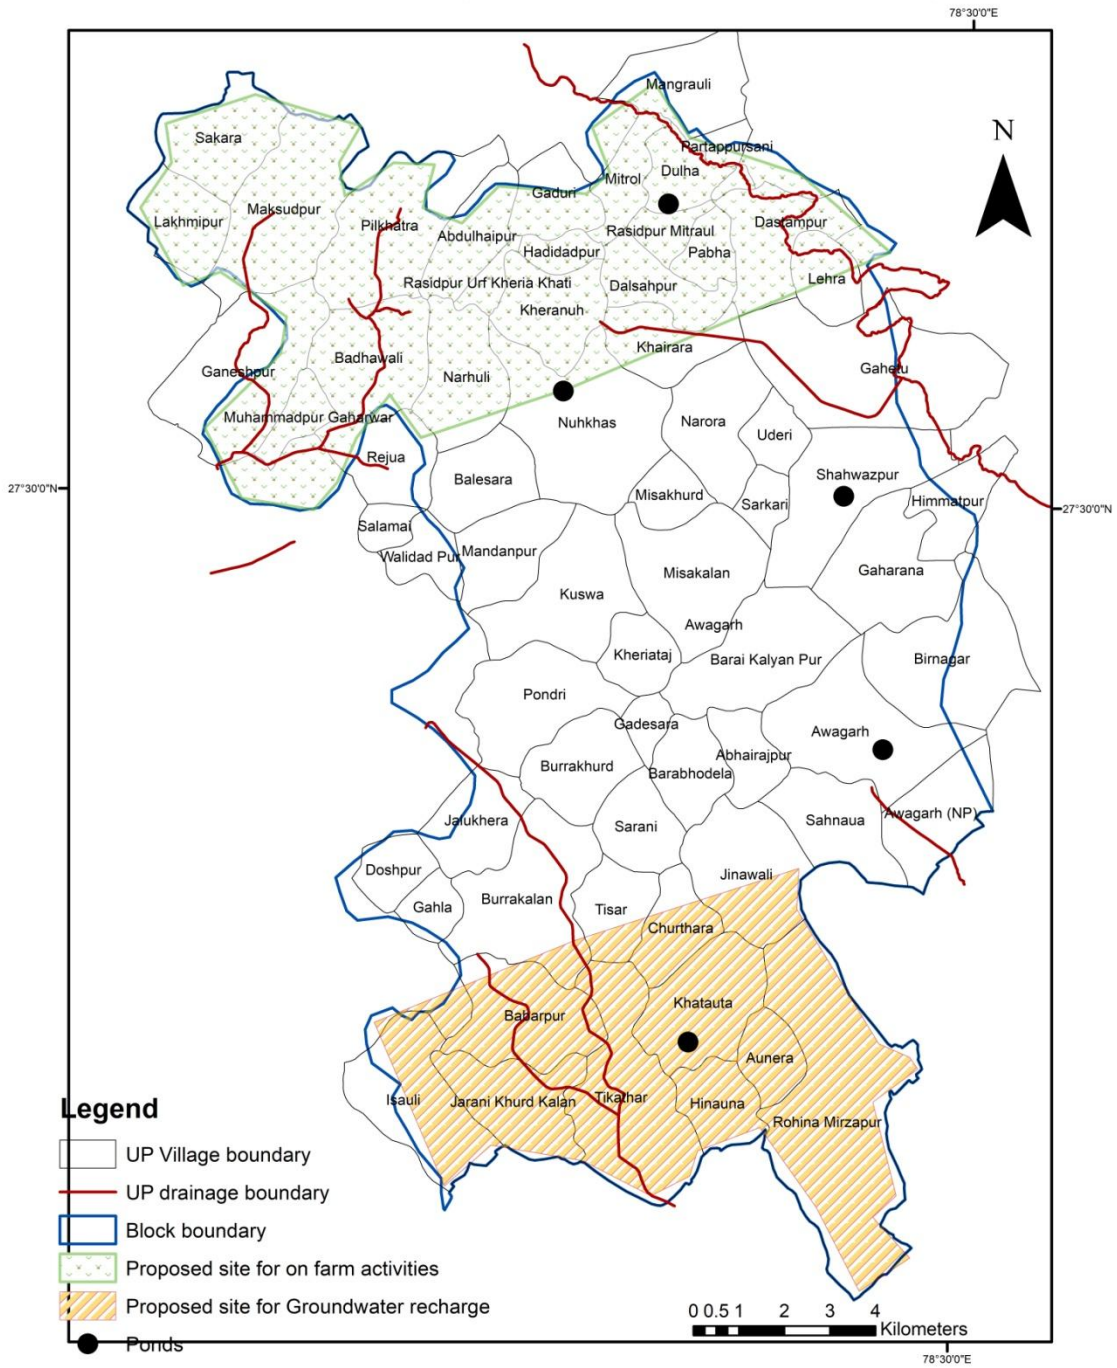 78°30'0"E
N
Mangrauli
Partappursani
Sakara
Dulha
Mitrol
Gaduri
Maksudpur
Lakhmipur
Pilkhatra
Dastampur
Rasidpur Mitraul
Abdulhaipur
Hadidadpur
Pabha
Lehra
Rasidpur Urf Kheria Khati
Dalsahpur
Kheranuh
Khairara
Badhawali
Gahetu
Ganeshpur
Narhuli
Muhammadpur Gaharwar
Nuhkhas
Narora
Uderi
Rejua
Shahwazpur
Balesara
27°30'0"N
Misakhurd
Sarkari
Himmatpur
27°30'0"N
Salamai
Walidad Pur
Mandanpur
Misakalan
Gaharana
Kuswa
Awagarh
Kheriataj
Barai Kalyan Pur
Birnagar
Pondri
Gadesara
Awagarh
Abhairajpur
Burrakhurd
Barabhodela
Awagarh (NP)
Jalukhera
Sarani
Sahnaua
Doshpur
Jinawali
Burrakalan
Gahla
Tisar
Churthara
Khatauta
Babarpur
Aunera
Isauli
Jarani Khurd Kalan
Tikathar
Hinauna
Rohina Mirzapur
Legend
UP Village boundary
UP drainage boundary
Block boundary
Proposed site for on farm activities
Proposed site for Groundwater recharge
Ponds
0 0.5 1 2 3 4
Kilometers
78°30'0"E